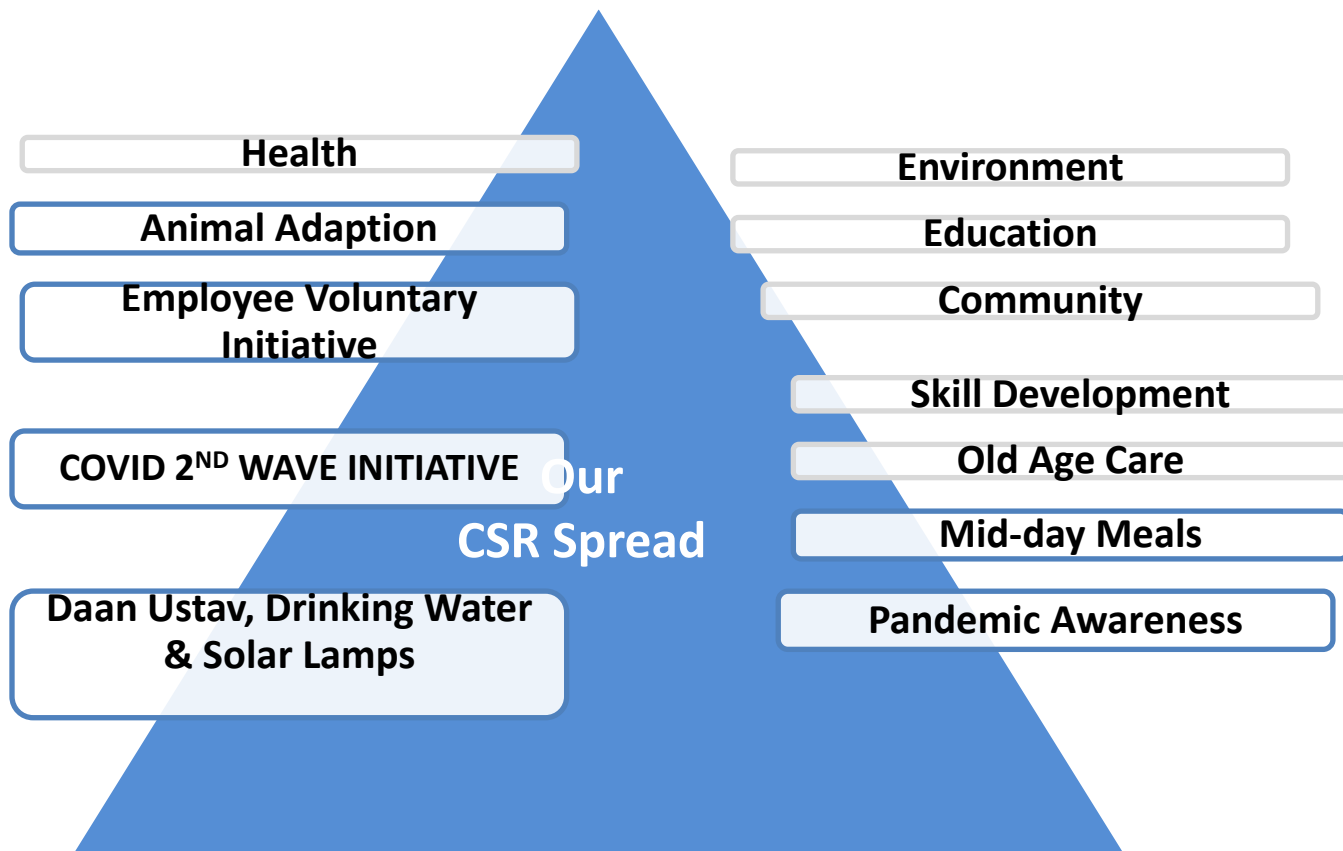 Health
Animal Adaption
Employee Voluntary
Initiative
COVID 2ND WAVE INITIATIVE
Daan Ustav, Drinking Water
& Solar Lamps
Our
CSR Spread
Environment
Education
Community
Skill Development
Old Age Care
Mid-day Meals
Pandemic Awareness